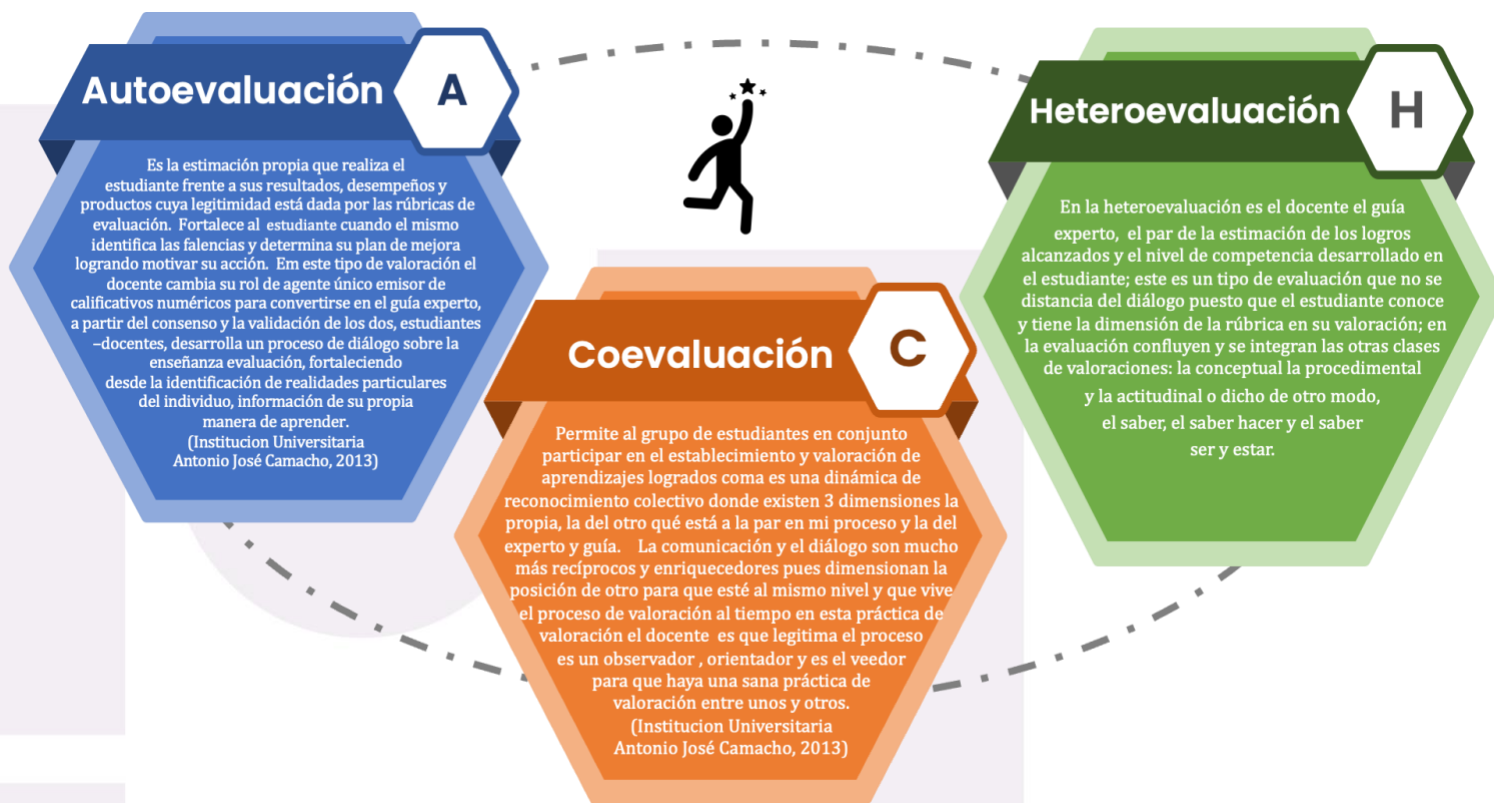 Autoevaluación
A
Es la estimación propia que realiza el
estudiante frente a sus resultados, desempeños y
productos cuya legitimidad está dada por las rúbricas de
evaluación. Fortalece al estudiante cuando el mismo
identifica las falencias y determina su plan de mejora
logrando motivar su acción. Em este tipo de valoración el
docente cambia su rol de agente único emisor de
calificativos numéricos para convertirse en el guía experto,
a partir del consenso y la validación de los dos, estudiantes
–docentes, desarrolla un proceso de diálogo sobre la
enseñanza evaluación, fortaleciendo
desde la identificación de realidades particulares
del individuo, información de su propia
manera de aprender.
(Institucion Universitaria
Antonio José Camacho, 2013)
Coevaluación
C
Permite al grupo de estudiantes en conjunto
participar en el establecimiento y valoración de
aprendizajes logrados coma es una dinámica de
reconocimiento colectivo donde existen 3 dimensiones la
propia, la del otro qué está a la par en mi proceso y la del
experto y guía. La comunicación y el diálogo son mucho
más recíprocos y enriquecedores pues dimensionan la
posición de otro para que esté al mismo nivel y que vive
el proceso de valoración al tiempo en esta práctica de
valoración el docente es que legitima el proceso
es un observador , orientador y es el veedor
para que haya una sana práctica de
valoración entre unos y otros.
(Institucion Universitaria
Antonio José Camacho, 2013)
Heteroevaluación
H
En la heteroevaluación es el docente el guía
experto, el par de la estimación de los logros
alcanzados y el nivel de competencia desarrollado en
el estudiante; este es un tipo de evaluación que no se
distancia del diálogo puesto que el estudiante conoce
y tiene la dimensión de la rúbrica en su valoración; en
la evaluación confluyen y se integran las otras clases
de valoraciones: la conceptual la procedimental
y la actitudinal o dicho de otro modo,
el saber, el saber hacer y el saber
ser y estar.